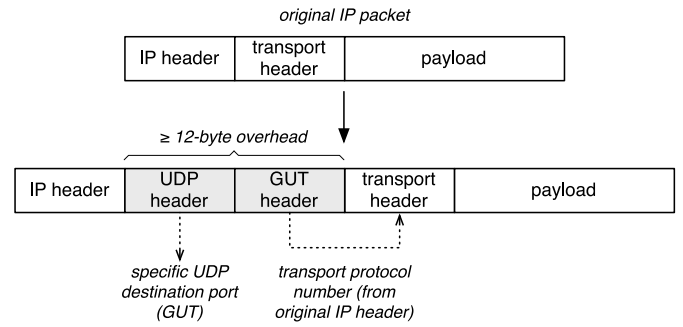 original IP packet
IP header transport header payload
≥ 12-byte overhead
IP header UDP header GUT header transport header payload
specific UDP destination port (GUT)
transport protocol number (from original IP header)